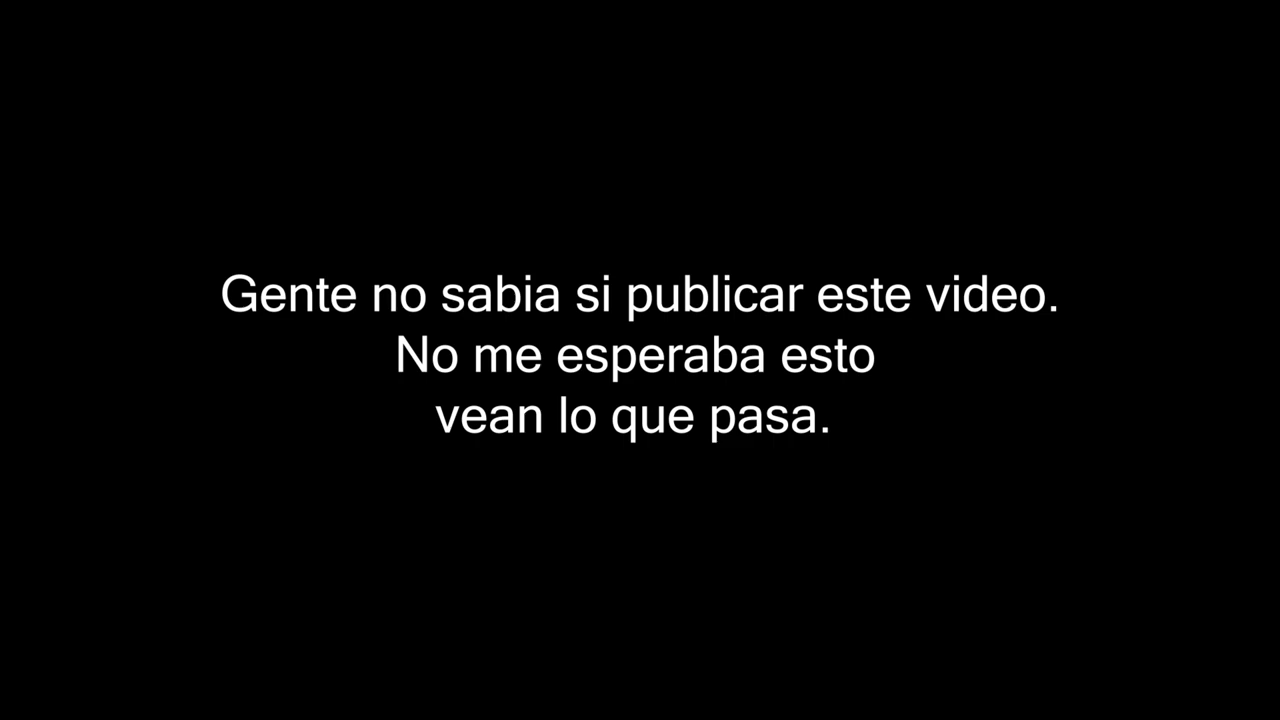 Gente no sabia si publicar este video.
No me esperaba esto
vean lo que pasa.